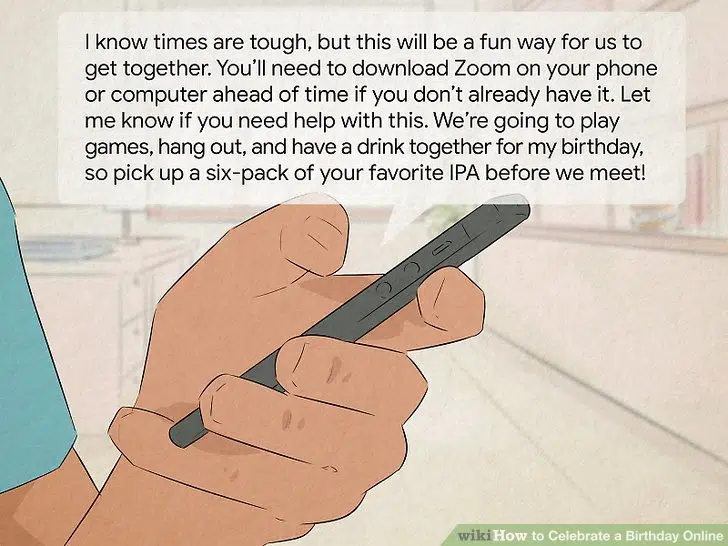 I know times are tough, but this will be a fun way for us to
get together. You'll need to download Zoom on your phone
or computer ahead of time if you don't already have it. Let
me know if you need help with this. We're going to play
games, hang out, and have a drink together for my birthday,
so pick up a six-pack of your favorite IPA before we meet!
wikiHow to Celebrate a Birthday Online